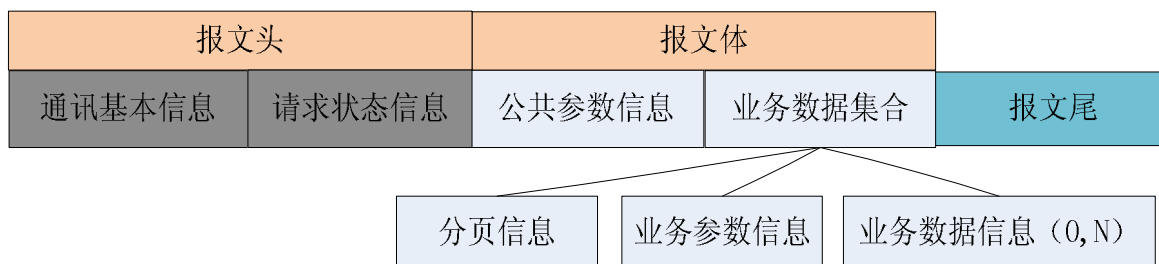 报文头
报文体
通讯基本信息
请求状态信息
公共参数信息
业务数据集合
报文尾
分页信息
业务参数信息
业务数据信息（0,N）